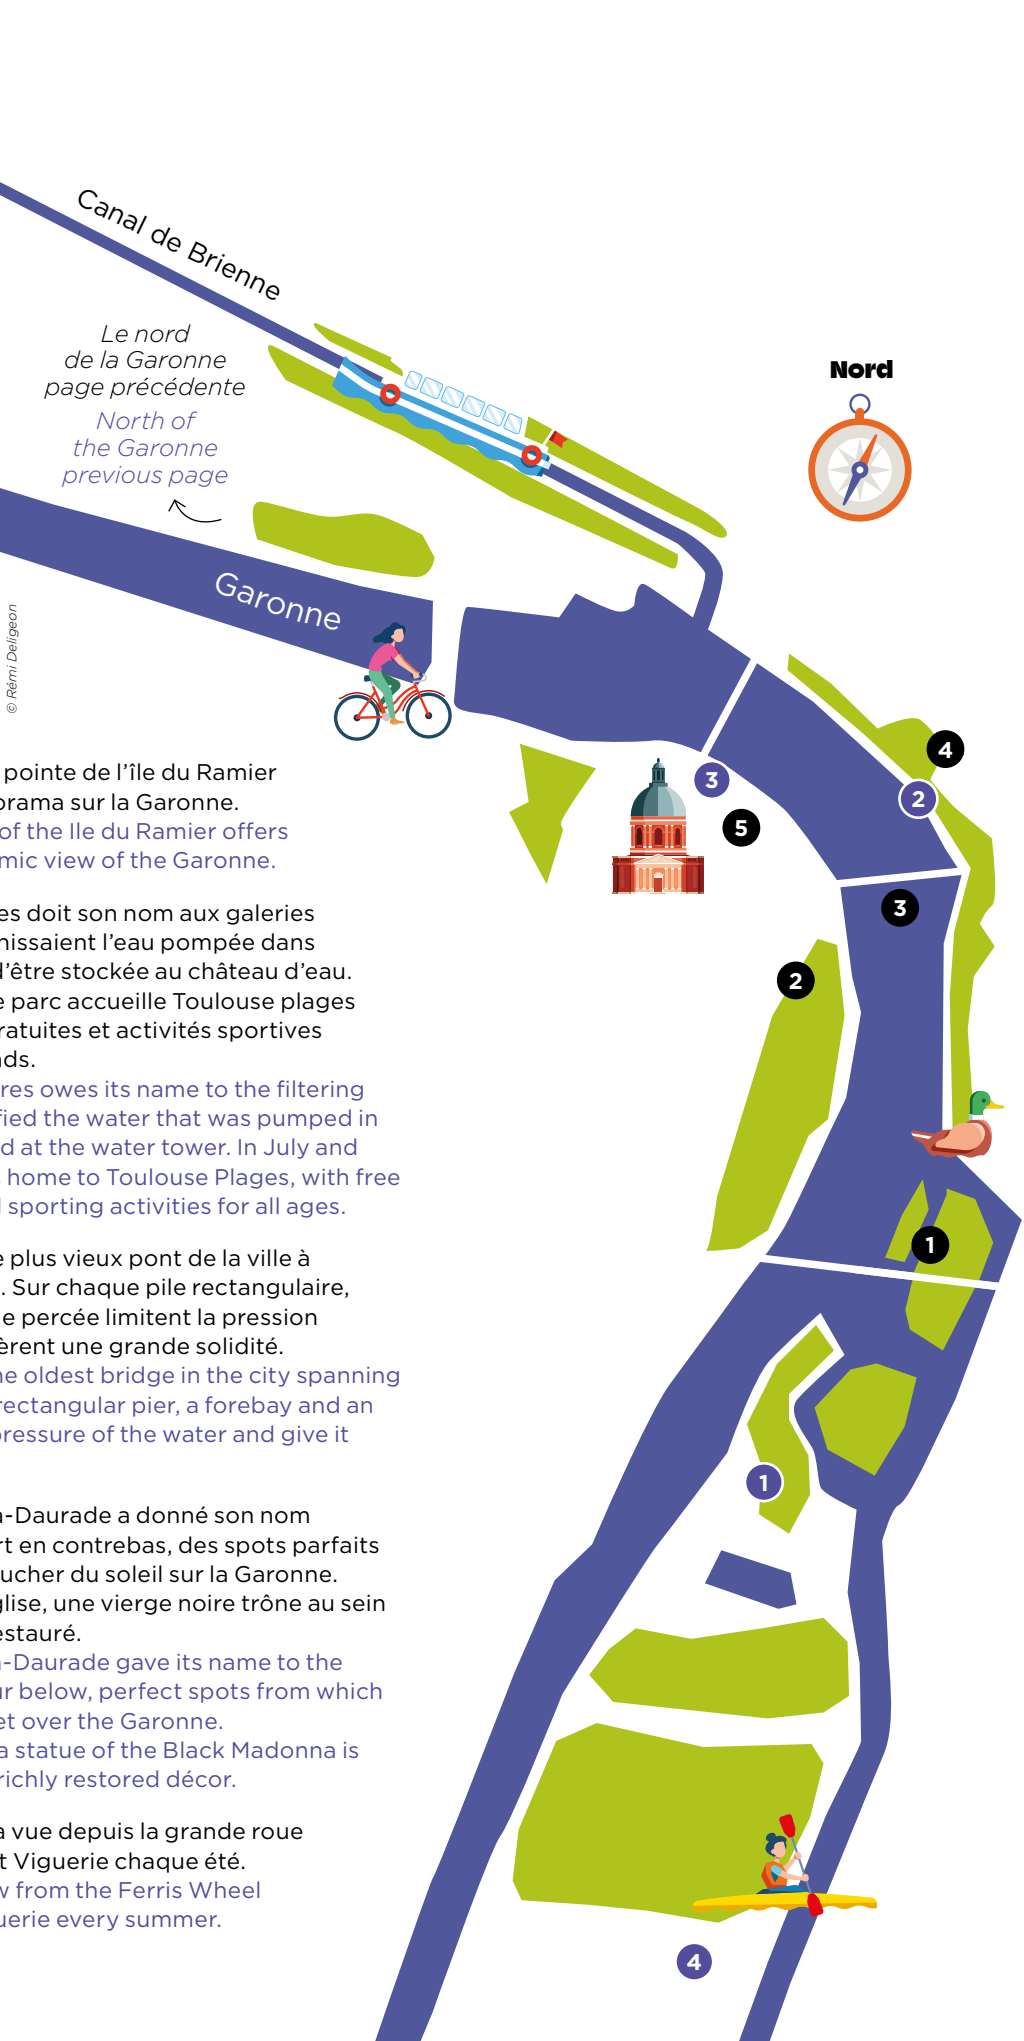 Canal de Brienne
Le nord
de la Garonne
page précédente
North of
the Garonne
previous page
Nord
Garonne
© Rémi Deligeon
pointe de l'île du Ramier
orama sur la Garonne.
of the Ile du Ramier offers
mic view of the Garonne.
es doit son nom aux galeries
nissaient l'eau pompée dans
d'être stockée au château d'eau.
e parc accueille Toulouse plages
ratuites et activités sportives
nds.
res owes its name to the filtering
fied the water that was pumped in
d at the water tower. In July and
home to Toulouse Plages, with free
l sporting activities for all ages.
e plus vieux pont de la ville à
. Sur chaque pile rectangulaire,
e percée limitent la pression
èrent une grande solidité.
ne oldest bridge in the city spanning
rectangular pier, a forebay and an
pressure of the water and give it
a-Daurade a donné son nom
rt en contrebas, des spots parfaits
ucher du soleil sur la Garonne.
glise, une vierge noire trône au sein
estauré.
a-Daurade gave its name to the
ur below, perfect spots from which
et over the Garonne.
a statue of the Black Madonna is
richly restored décor.
a vue depuis la grande roue
t Viguerie chaque été.
w from the Ferris Wheel
uerie every summer.
4
3
2
5
3
2
1
1
4